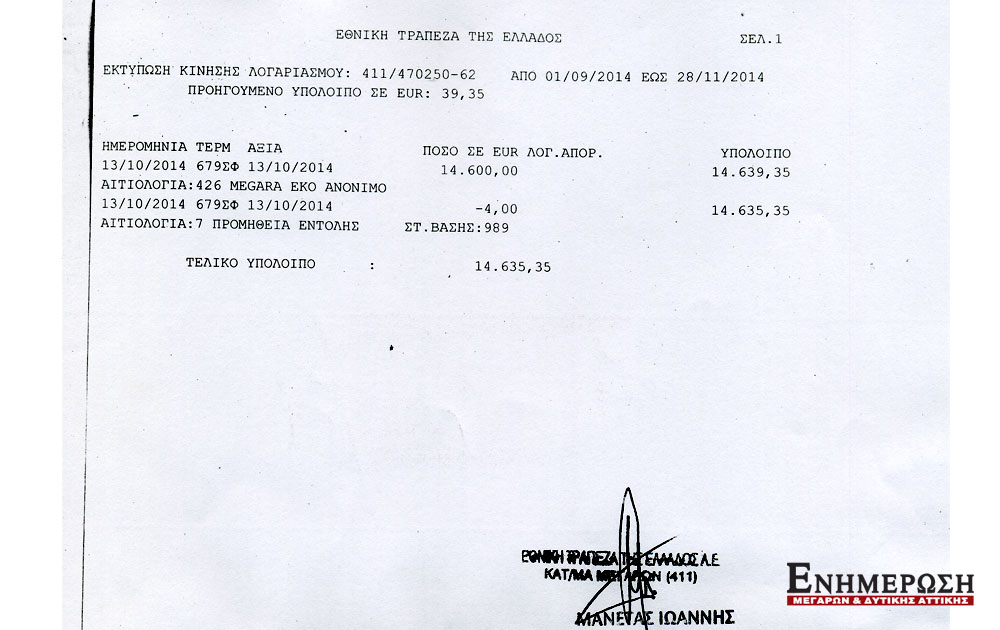 ΕΘΝΙΚΗ ΤΡΑΠΕΖΑ ΤΗΣ ΕΛΛΑΔΟΣ ΣΕΛ.1
ΕΚΤΥΠΩΣΗ ΚΙΝΗΣΗΣ ΛΟΓΑΡΙΑΣΜΟΥ: 411/470250-62 ΑΠΟ 01/09/2014 ΕΩΣ 28/11/2014
ΠΡΟΗΓΟΥΜΕΝΟ ΥΠΟΛΟΙΠΟ ΣΕ EUR: 39,35
ΗΜΕΡΟΜΗΝΙΑ ΤΕΡΜ ΑΞΙΑ ΠΟΣΟ ΣΕ EUR ΛΟΓ.ΑΠΟΡ. ΥΠΟΛΟΙΠΟ
13/10/2014 679ΣΦ 13/10/2014 14.600,00 14.639,35
ΑΙΤΙΟΛΟΓΙΑ:426 MEGARA EKO ANONIMO
13/10/2014 679ΣΦ 13/10/2014 -4,00 14.635,35
ΑΙΤΙΟΛΟΓΙΑ:7 ΠΡΟΜΗΘΕΙΑ ΕΝΤΟΛΗΣ ΣΤ.ΒΑΣΗΣ:989
ΤΕΛΙΚΟ ΥΠΟΛΟΙΠΟ : 14.635,35
ΕΘΝΙΚΗ ΤΡΑΠΕΖΑ ΤΗΣ ΕΛΛΑΔΟΣ Α.Ε
ΚΑΤ/ΜΑ ΜΕΓΑΡΩΝ (411)
ΜΑΝΕΤΑΣ ΙΩΑΝΝΗΣ
ΕΝΗΜΕΡΩΣΗ
ΜΕΓΑΡΩΝ & ΔΥΤΙΚΗΣ ΑΤΤΙΚΗΣ